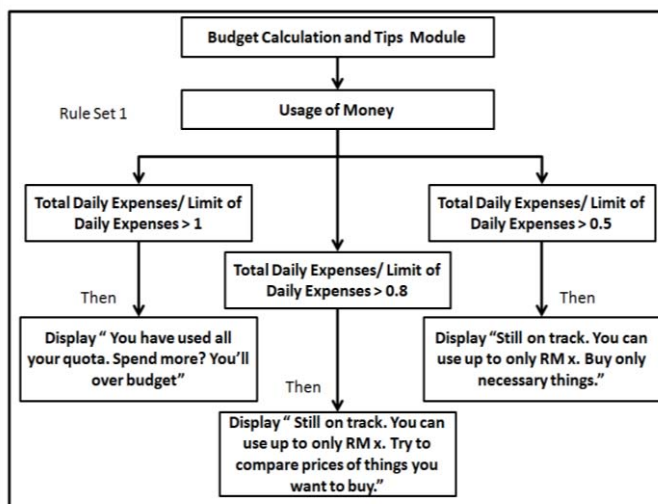 Budget Calculation and Tips Module
Rule Set 1
Usage of Money
Total Daily Expenses/ Limit of
Daily Expenses > 1
Total Daily Expenses/ Limit of
Daily Expenses > 0.8
Total Daily Expenses/ Limit of
Daily Expenses > 0.5
Then
Display “ You have used all
your quota. Spend more? You’ll
over budget”
Then
Display “ Still on track. You can
use up to only RM x. Try to
compare prices of things you
want to buy.”
Then
Display “Still on track. You can
use up to only RM x. Buy only
necessary things.”